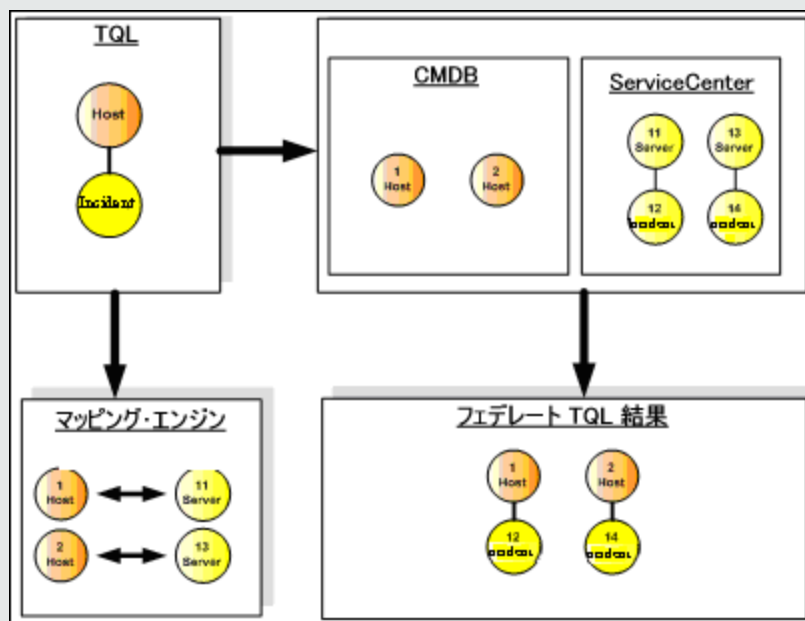 TQL
Host
Incident
CMDB
1
Host
2
Host
ServiceCenter
11
Server
13
Server
12
14
マッピング・エンジン
1
Host
11
Server
2
Host
13
Server
フェデレート TQL 結果
1
Host
2
Host
12
14